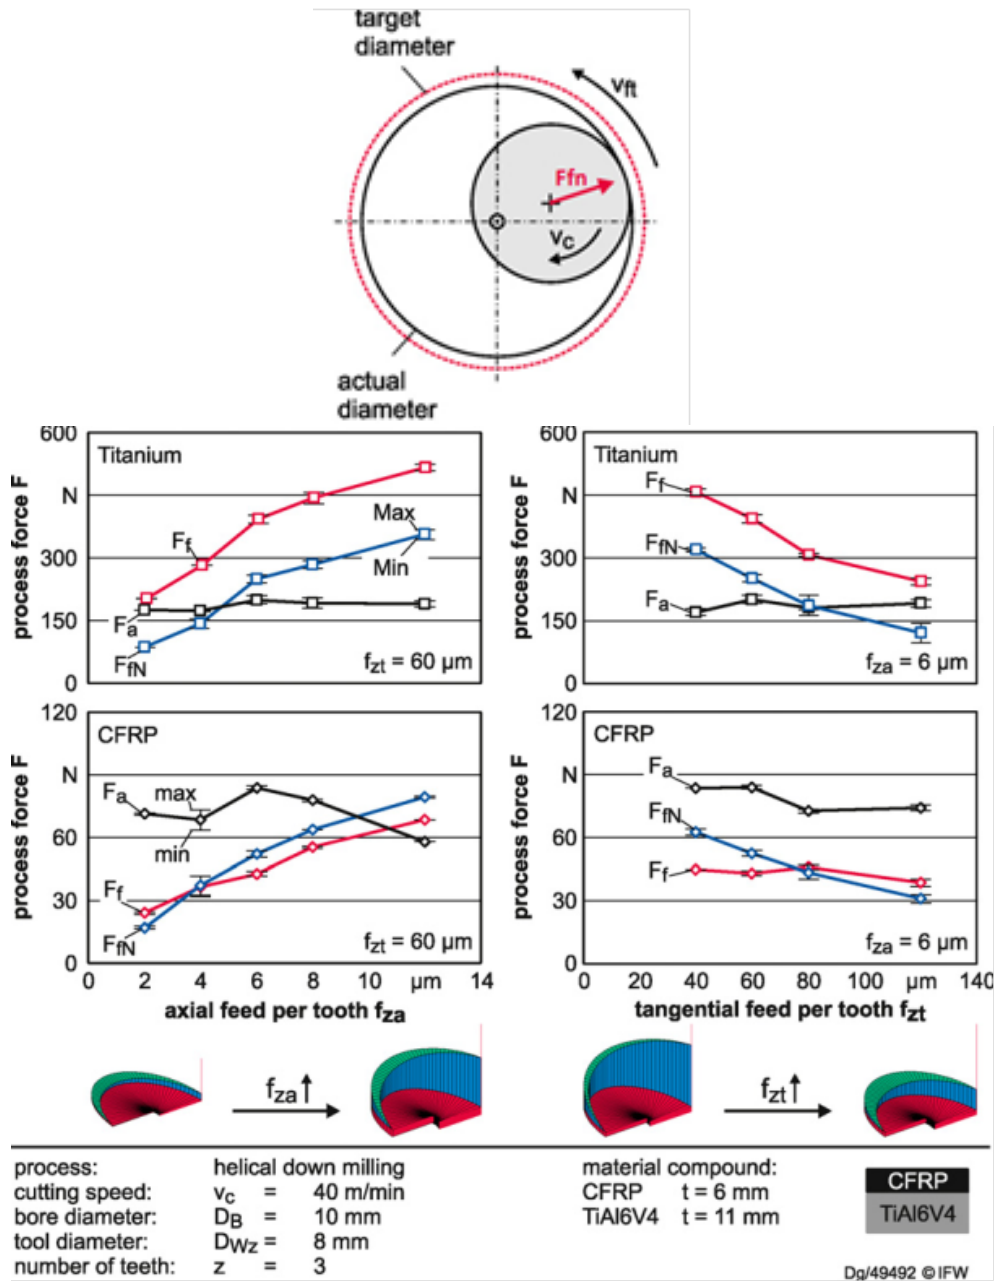 target
diameter
vft
Ffn
vc
actual
diameter
600
Titanium
N
Max
Ff
300
Min
150
Fa
FfN
fzt = 60 µm
0
process force F
600
Titanium
Ff
N
FfN
300
Fa
150
fza = 6 µm
0
process force F
120
CFRP
N
Fa
max
60
min
Ff
30
FfN
fzt = 60 µm
0
process force F
0 2 4 6 8 10 µm 14
axial feed per tooth fza
120
CFRP
Fa
N
FfN
60
Ff
30
fza = 6 µm
0
process force F
0 20 40 60 80 100 µm 140
tangential feed per tooth fzt
fza↑
fzt↑
process: helical down milling
cutting speed: vc = 40 m/min
bore diameter: DB = 10 mm
tool diameter: DWz = 8 mm
number of teeth: z = 3
material compound:
CFRP t = 6 mm
TiAl6V4 t = 11 mm
CFRP
TiAl6V4
Dg/49492 © IFW